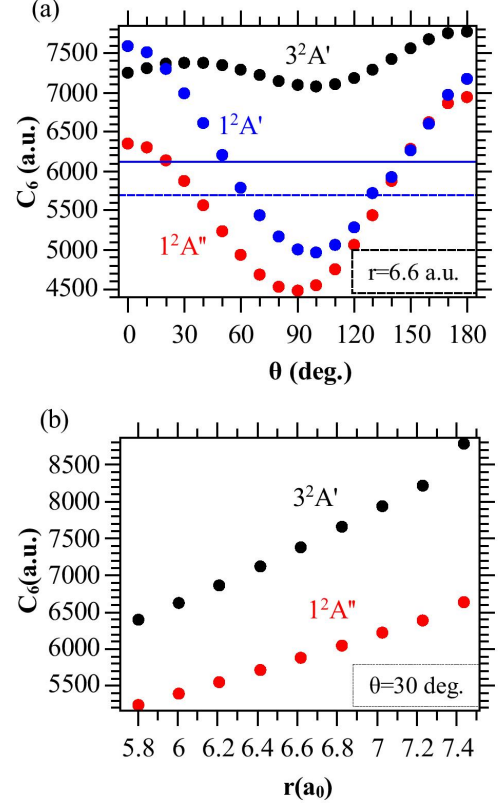 (a)
7500
7000
6500
6000
5500
5000
4500
C₆ (a.u.)
3²A'
1²A'
1²A''
r=6.6 a.u.
0 30 60 90 120 150 180
θ (deg.)
(b)
8500
8000
7500
7000
6500
6000
5500
C₆(a.u.)
3²A'
1²A''
θ=30 deg.
5.8 6 6.2 6.4 6.6 6.8 7 7.2 7.4
r(a₀)